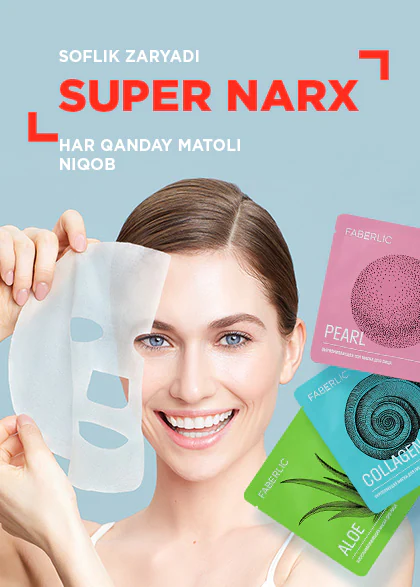 SOFLIK ZARYADI
SUPER NARX
HAR QANDAY MATOLI
NIQOB
FABERLIC
PEARL
FABERLIC
COLLAGEN
FABERLIC
ALOE